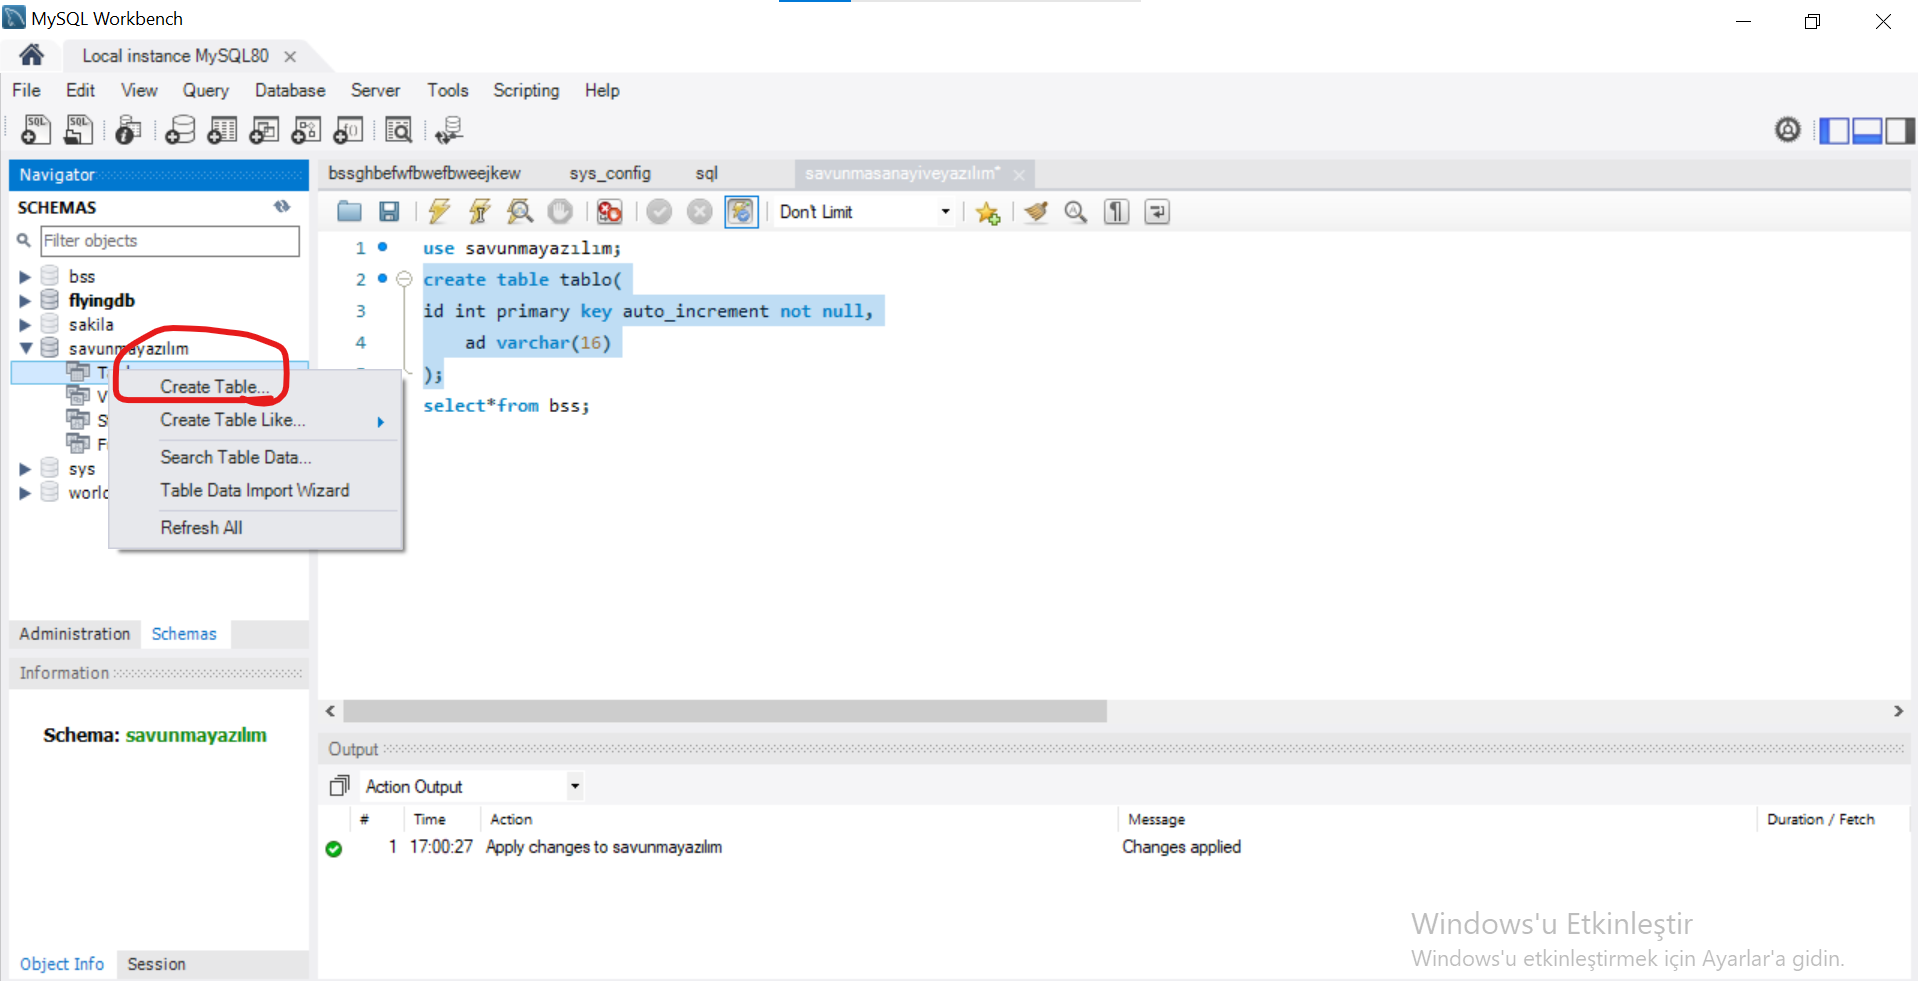 MySQL Workbench
Local instance MySQL80
File Edit View Query Database Server Tools Scripting Help
Navigator
SCHEMAS
Filter objects
bss
flyingdb
sakila
savunmayazılım
sys
Create Table...
Create Table Like...
Search Table Data...
Table Data Import Wizard
Refresh All
Administration Schemas
Information
Schema: savunmayazılım
Object Info Session
bssghbefwfbwefbweejkew sys_config sql savunmasanayiveyazılım*
Don't Limit
1 use savunmayazılım;
2 create table tablo(
3 id int primary key auto_increment not null,
4 ad varchar(16)
);
select*from bss;
Output
Action Output
# Time Action Message Duration / Fetch
1 17:00:27 Apply changes to savunmayazılım Changes applied
Windows'u Etkinleştir
Windows'u etkinleştirmek için Ayarlar'a gidin.